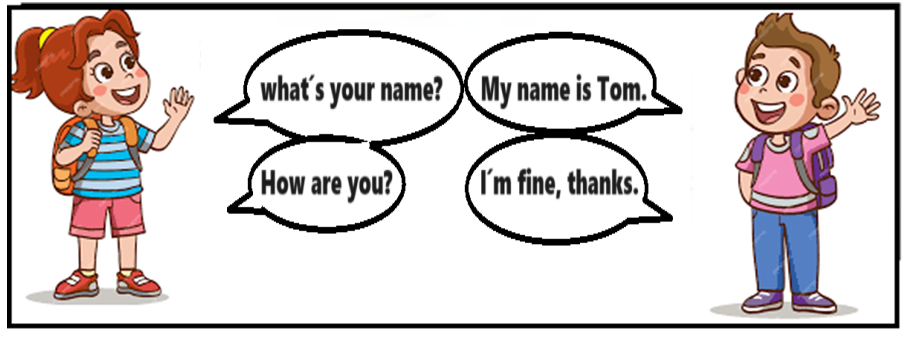 what´s your name?
My name is Tom.
How are you?
I´m fine, thanks.